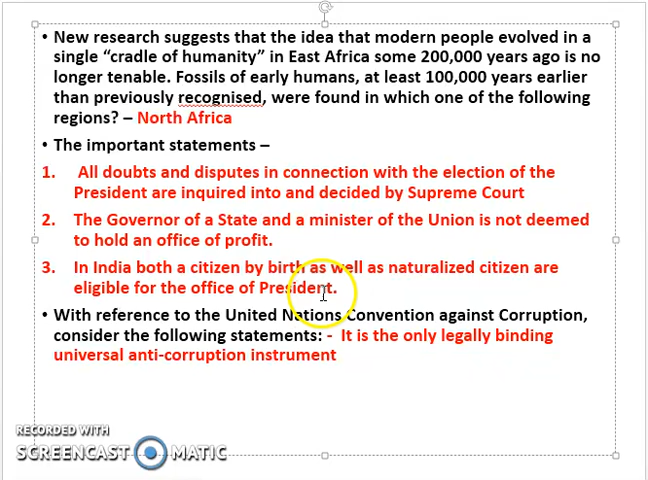 • New research suggests that the idea that modern people evolved in a
single “cradle of humanity” in East Africa some 200,000 years ago is no
longer tenable. Fossils of early humans, at least 100,000 years earlier
than previously recognised, were found in which one of the following
regions? – North Africa
• The important statements –
1. All doubts and disputes in connection with the election of the
President are inquired into and decided by Supreme Court
2. The Governor of a State and a minister of the Union is not deemed
to hold an office of profit.
3. In India both a citizen by birth as well as naturalized citizen are
eligible for the office of President.
• With reference to the United Nations Convention against Corruption,
consider the following statements: - It is the only legally binding
universal anti-corruption instrument
RECORDED WITH
SCREENCAST MATIC